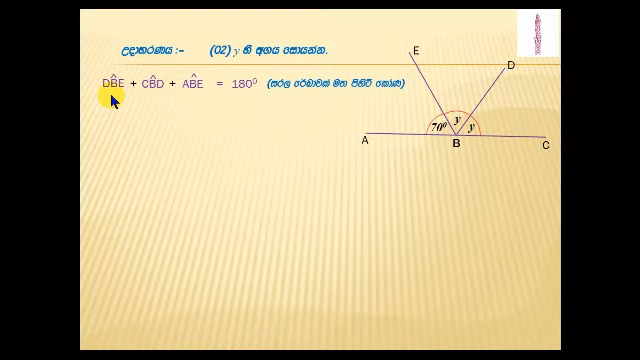 උදාහරණය :- (02) y හි අගය සොයන්න.
DB̂E + CB̂D + AB̂E = 180⁰ (සරල රේඛාවක් මත පිහිටි කෝණ)
E
D
70⁰ y y
A B C